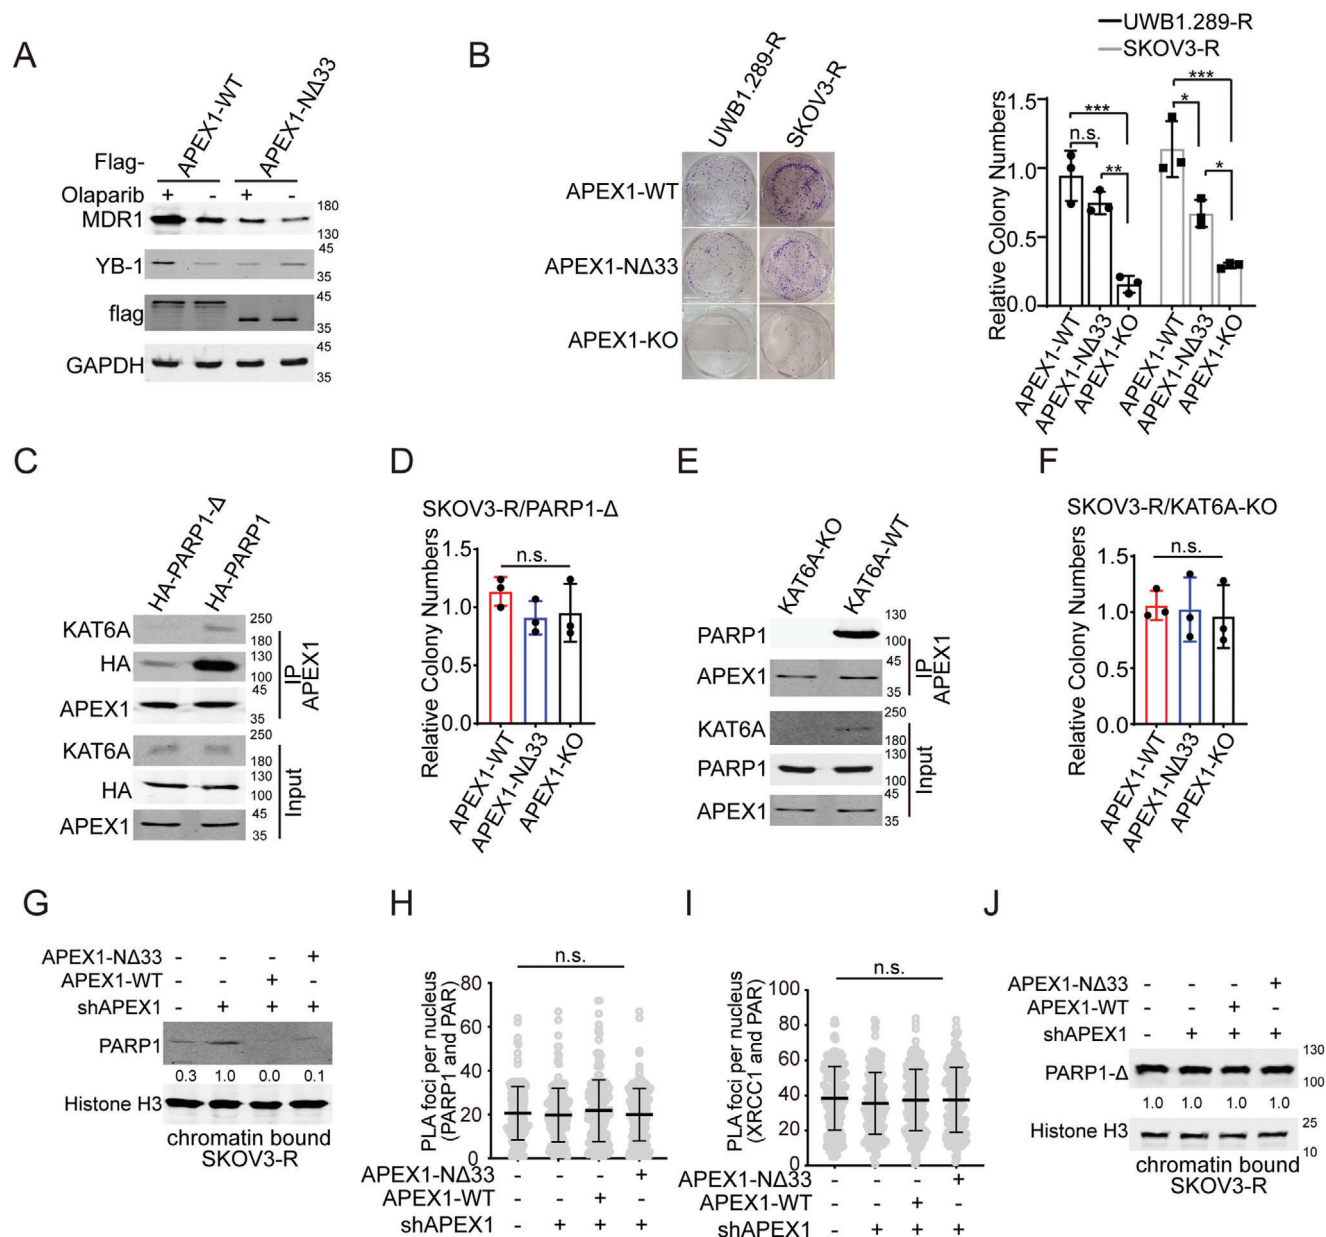 A
APEX1-WT
APEX1-NΔ33
Flag-
Olaparib + - + -
MDR1 180
130
YB-1 45
35
flag 45
35
GAPDH 45
35
B
UWB1.289-R
SKOV3-R
APEX1-WT
APEX1-NΔ33
APEX1-KO
UWB1.289-R
SKOV3-R
Relative Colony Numbers
1.5
1.0
0.5
0.0
***
n.s.
**
***
*
*
APEX1-WT
APEX1-NΔ33
APEX1-KO
APEX1-WT
APEX1-NΔ33
APEX1-KO
C
HA-PARP1-Δ
HA-PARP1
KAT6A 250
180
HA 130
100
APEX1 45
35
IP
APEX1
KAT6A 250
180
HA 130
100
APEX1 45
35
Input
D
SKOV3-R/PARP1-Δ
Relative Colony Numbers
1.5
1.0
0.5
0.0
n.s.
APEX1-WT
APEX1-NΔ33
APEX1-KO
E
KAT6A-KO
KAT6A-WT
PARP1 130
100
APEX1 45
35
IP
APEX1
KAT6A 250
180
PARP1 130
100
APEX1 45
35
Input
F
SKOV3-R/KAT6A-KO
Relative Colony Numbers
1.5
1.0
0.5
0.0
n.s.
APEX1-WT
APEX1-NΔ33
APEX1-KO
G
APEX1-NΔ33 - - - +
APEX1-WT - - + -
shAPEX1 - + + +
PARP1
0.3 1.0 0.0 0.1
Histone H3
chromatin bound
SKOV3-R
H
PLA foci per nucleus
(PARP1 and PAR)
80
60
40
20
0
n.s.
APEX1-NΔ33 - - - +
APEX1-WT - - + -
shAPEX1 - + + +
I
PLA foci per nucleus
(XRCC1 and PAR)
100
80
60
40
20
0
n.s.
APEX1-NΔ33 - - - +
APEX1-WT - - + -
shAPEX1 - + + +
J
APEX1-NΔ33 - - - +
APEX1-WT - - + -
shAPEX1 - + + +
PARP1-Δ 130
100
1.0 1.0 1.0 1.0
Histone H3 25
10
chromatin bound
SKOV3-R